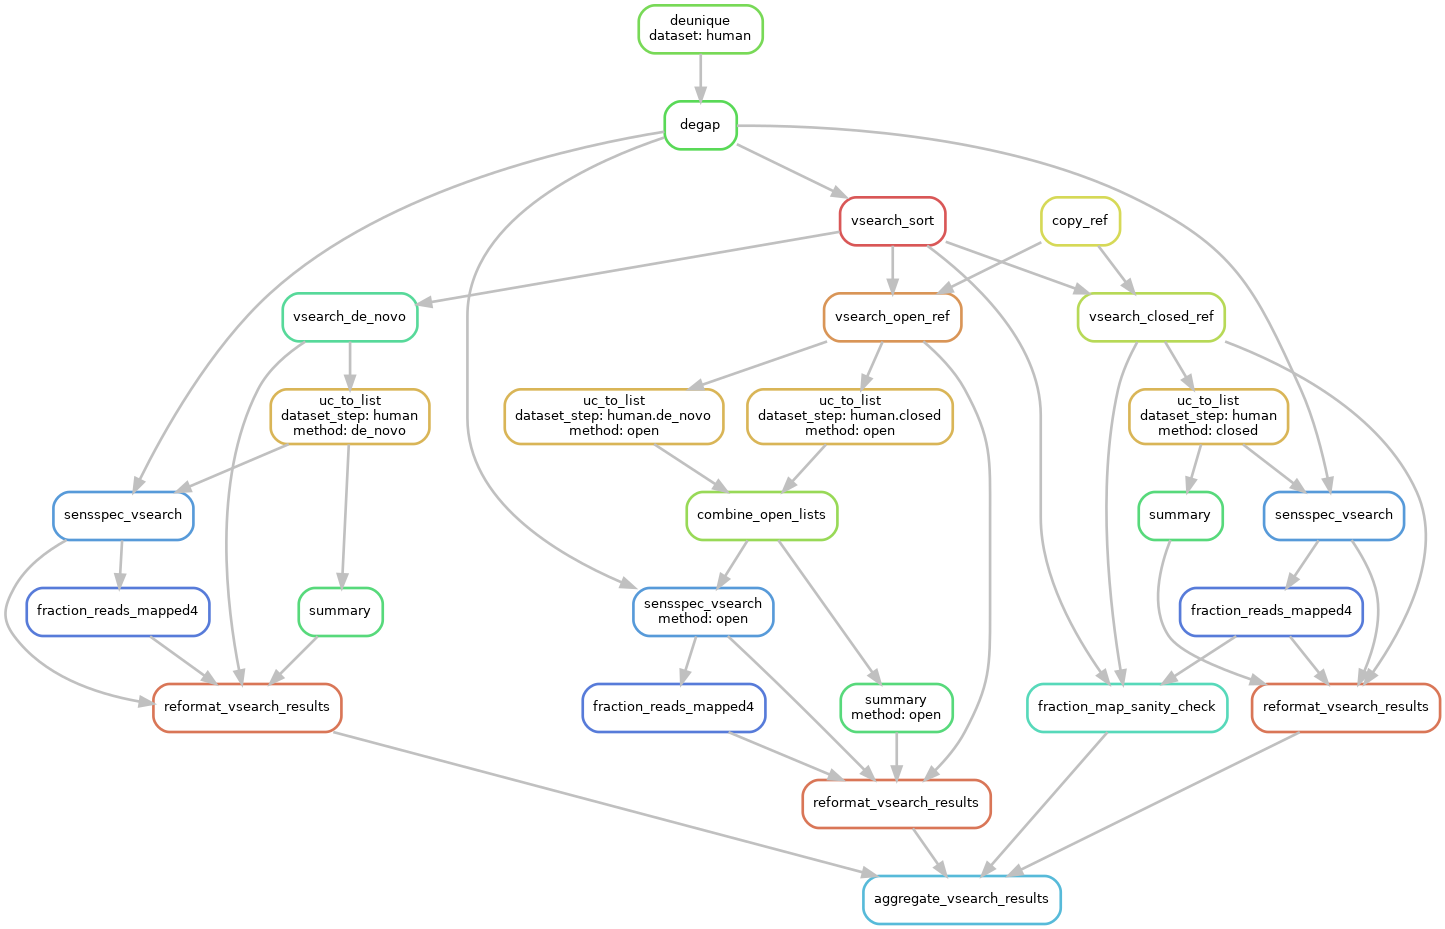 deunique
dataset: human
degap
vsearch_sort
copy_ref
vsearch_de_novo
vsearch_open_ref
vsearch_closed_ref
uc_to_list
dataset_step: human
method: de_novo
uc_to_list
dataset_step: human.de_novo
method: open
uc_to_list
dataset_step: human.closed
method: open
uc_to_list
dataset_step: human
method: closed
sensspec_vsearch
combine_open_lists
summary
sensspec_vsearch
fraction_reads_mapped4
summary
sensspec_vsearch
method: open
fraction_reads_mapped4
reformat_vsearch_results
fraction_reads_mapped4
summary
method: open
fraction_map_sanity_check
reformat_vsearch_results
reformat_vsearch_results
aggregate_vsearch_results